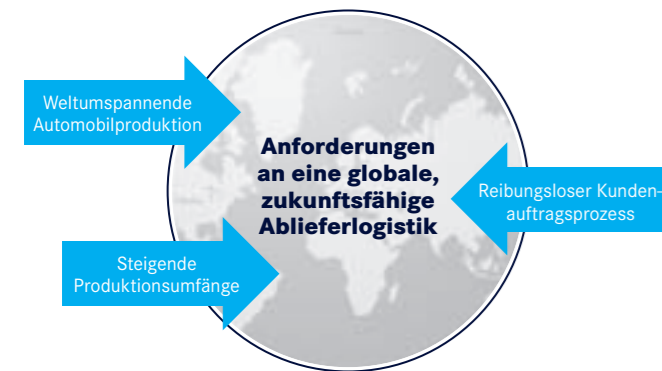 Weltumspannende
Automobilproduktion
Anforderungen
an eine globale,
zukunftsfähige
Ablieferlogistik
Reibungsloser Kunden-
auftragsprozess
Steigende
Produktionsumfänge